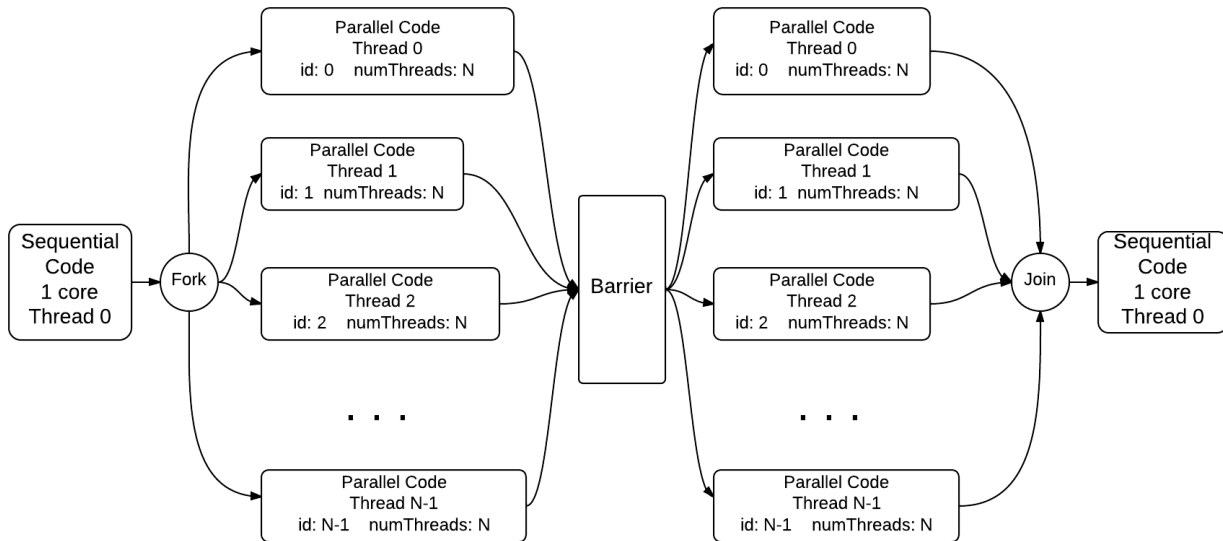 Sequential
Code
1 core
Thread 0
Fork
Parallel Code
Thread 0
id: 0 numThreads: N
Parallel Code
Thread 1
id: 1 numThreads: N
Parallel Code
Thread 2
id: 2 numThreads: N
. . .
Parallel Code
Thread N-1
id: N-1 numThreads: N
Barrier
Parallel Code
Thread 0
id: 0 numThreads: N
Parallel Code
Thread 1
id: 1 numThreads: N
Parallel Code
Thread 2
id: 2 numThreads: N
. . .
Parallel Code
Thread N-1
id: N-1 numThreads: N
Join
Sequential
Code
1 core
Thread 0